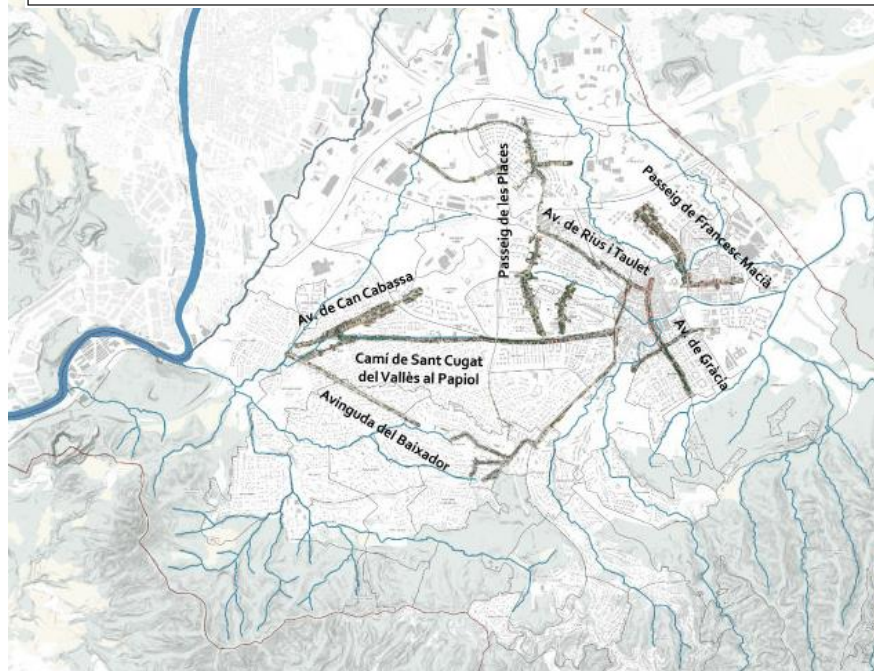 Passeig de les Places
Passeig de Francesc Macià
Av. de Rius i Taulet
Av. de Can Cabassa
Av. de Gràcia
Camí de Sant Cugat
del Vallès al Papiol
Avinguda del Baixador